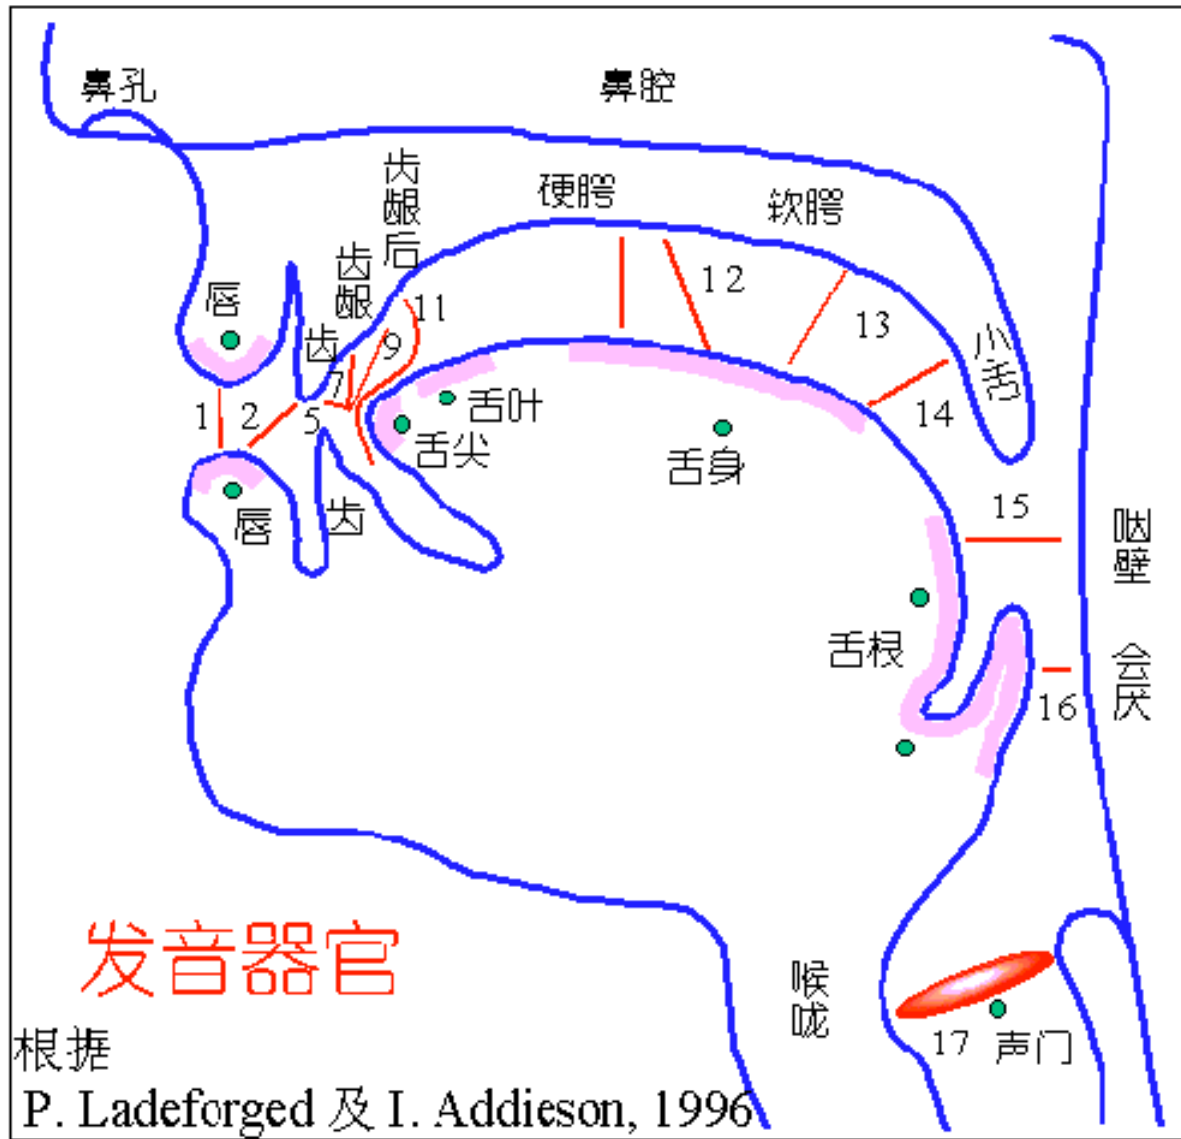 鼻孔
鼻腔
齿龈后
硬腭
软腭
齿龈
唇
齿
11
12
9
13
小舌
7
1
2
5
舌叶
14
舌尖
舌身
唇
齿
15
咽壁
舌根
会厌
16
发音器官
喉咙
17
声门
根据
P. Ladeforged 及 I. Addieson, 1996